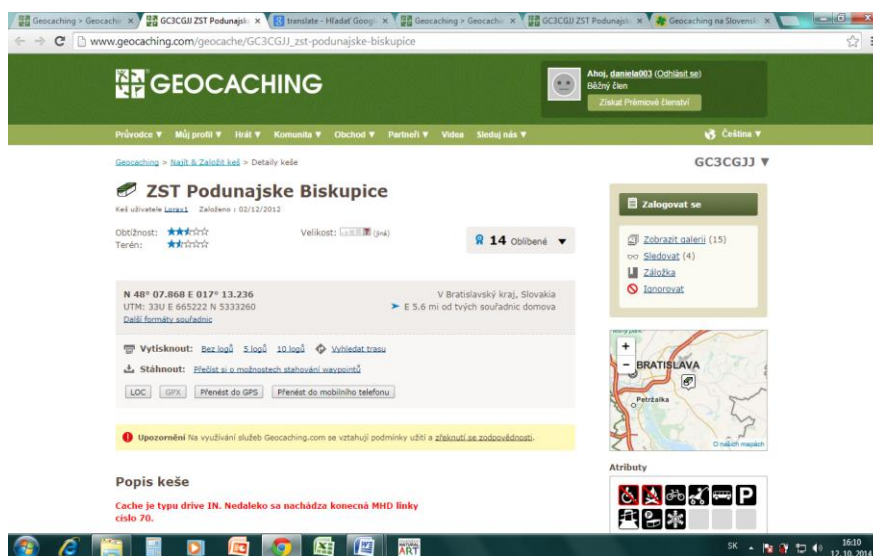 Geocaching > Geocachi
GC3CGJJ ZST Podunajsk
translate - Hľadať Googl
Geocaching > Geocachi
GC3CGJJ ZST Podunajsk
Geocaching na Slovensk
www.geocaching.com/geocache/GC3CGJJ_zst-podunajske-biskupice
GEOCACHING
Ahoj, daniela003 (Odhlásit se)
Běžný člen
Získat Prémiové členství
Průvodce ▼ Můj profil ▼ Hrát ▼ Komunita ▼ Obchod ▼ Partneři ▼ Videa Sleduj nás ▼
Čeština ▼
Geocaching > Najít & Založit keš > Detaily keše
GC3CGJJ ▼
ZST Podunajske Biskupice
Keš uživatele Lorax1 Založeno : 02/12/2012
Obtížnost:
Velikost: (jiná)
Terén:
14 Oblíbené ▼
Zalogovat se
Zobrazit galerii (15)
Sledovat (4)
Záložka
Ignorovat
N 48° 07.868 E 017° 13.236
UTM: 33U E 665222 N 5333260
Další formáty souřadnic
V Bratislavský kraj, Slovakia
E 5.6 mi od tvých souřadnic domova
Vytisknout: Bez logů 5 logů 10 logů Vyhledat trasu
Stáhnout: Přečíst si o možnostech stahování waypointů
LOC GPX Přenést do GPS Přenést do mobilního telefonu
+
-
BRATISLAVA
Petržalka
O našich mapách
Upozornění Na využívání služeb Geocaching.com se vztahují podmínky užití a zřeknutí se zodpovědnosti.
Popis keše
Cache je typu drive IN. Nedaleko sa nachádza konecná MHD linky
císlo 70.
Atributy
P
ART
SK
16:10
12.10.2014